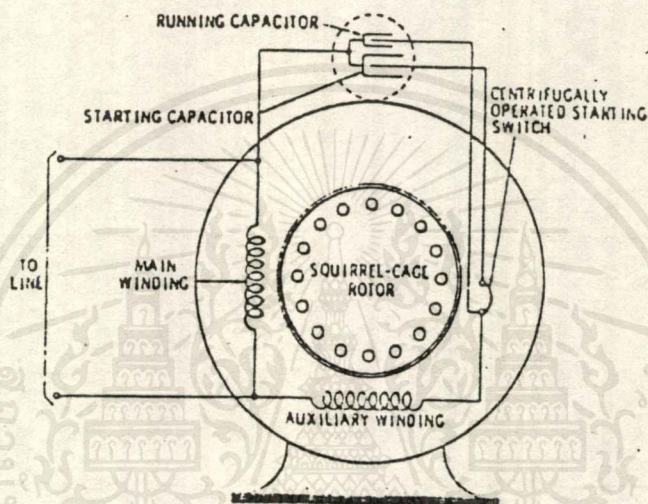 RUNNING CAPACITOR
STARTING CAPACITOR
CENTRIFUGALLY
OPERATED STARTING
SWITCH
TO
LINE
MAIN
WINDING
SQUIRREL-CAGE
ROTOR
AUXILIARY WINDING